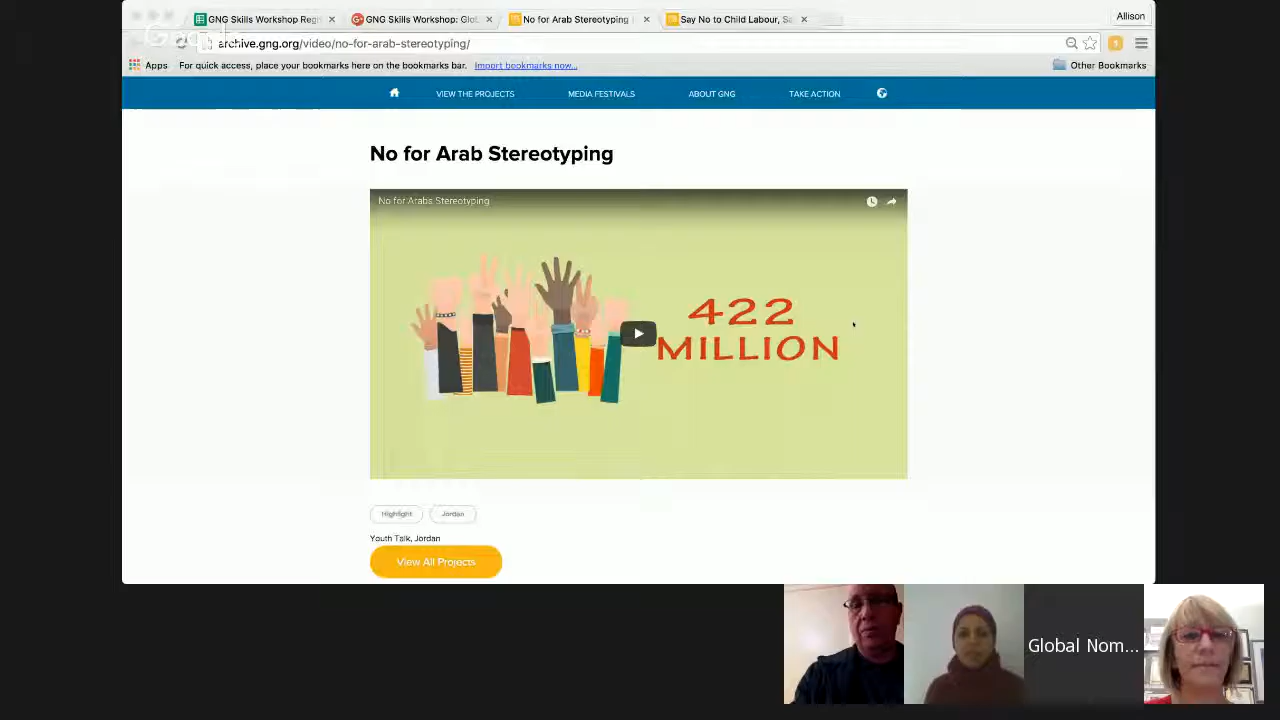 GNG Skills Workshop Regi
GNG Skills Workshop: Glo
No for Arab Stereotyping |
Say No to Child Labour, Sa
Allison
archive.gng.org/video/no-for-arab-stereotyping/
Apps
For quick access, place your bookmarks here on the bookmarks bar.
Import bookmarks now...
Other Bookmarks
VIEW THE PROJECTS
MEDIA FESTIVALS
ABOUT GNG
TAKE ACTION
No for Arab Stereotyping
No for Arabs Stereotyping
422
MILLION
Highlight
Jordan
Youth Talk, Jordan
View All Projects
Global Nom...